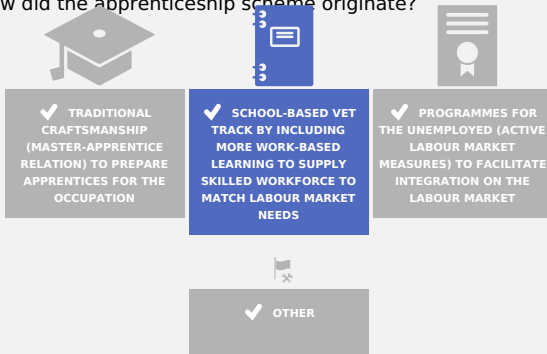 w did the apprenticeship scheme originate?
TRADITIONAL
CRAFTSMANSHIP
(MASTER-APPRENTICE
RELATION) TO PREPARE
APPRENTICES FOR THE
OCCUPATION
SCHOOL-BASED VET
TRACK BY INCLUDING
MORE WORK-BASED
LEARNING TO SUPPLY
SKILLED WORKFORCE TO
MATCH LABOUR MARKET
NEEDS
PROGRAMMES FOR
THE UNEMPLOYED (ACTIVE
LABOUR MARKET
MEASURES) TO FACILITATE
INTEGRATION ON THE
LABOUR MARKET
OTHER